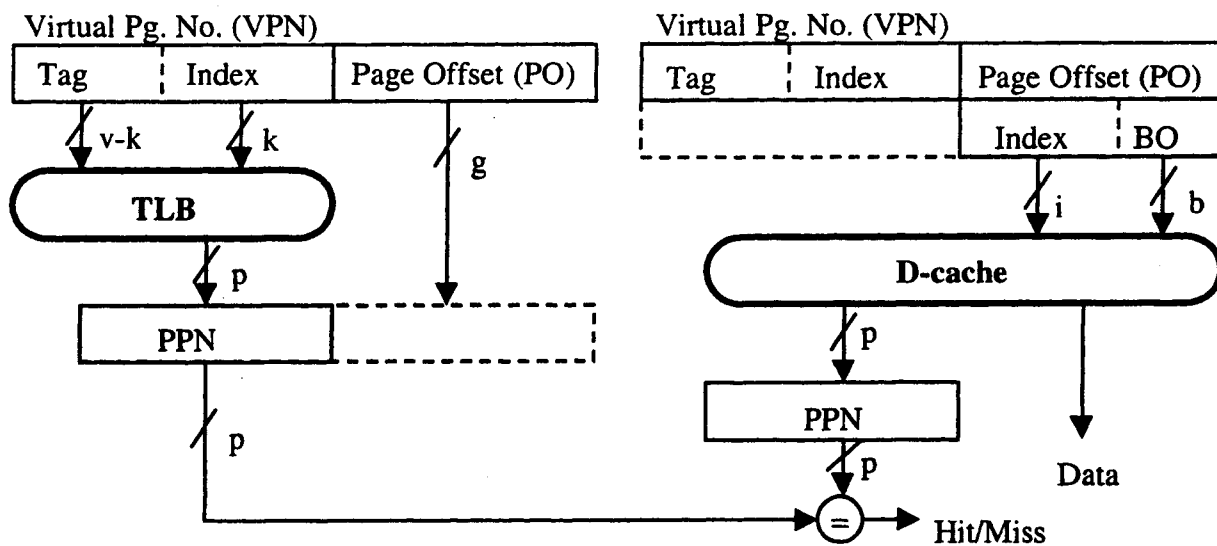 Virtual Pg. No. (VPN)
Tag
Index
Page Offset (PO)
v-k
k
g
TLB
p
PPN
p
Virtual Pg. No. (VPN)
Tag
Index
Page Offset (PO)
Index
BO
i
b
D-cache
p
PPN
p
Data
=
Hit/Miss